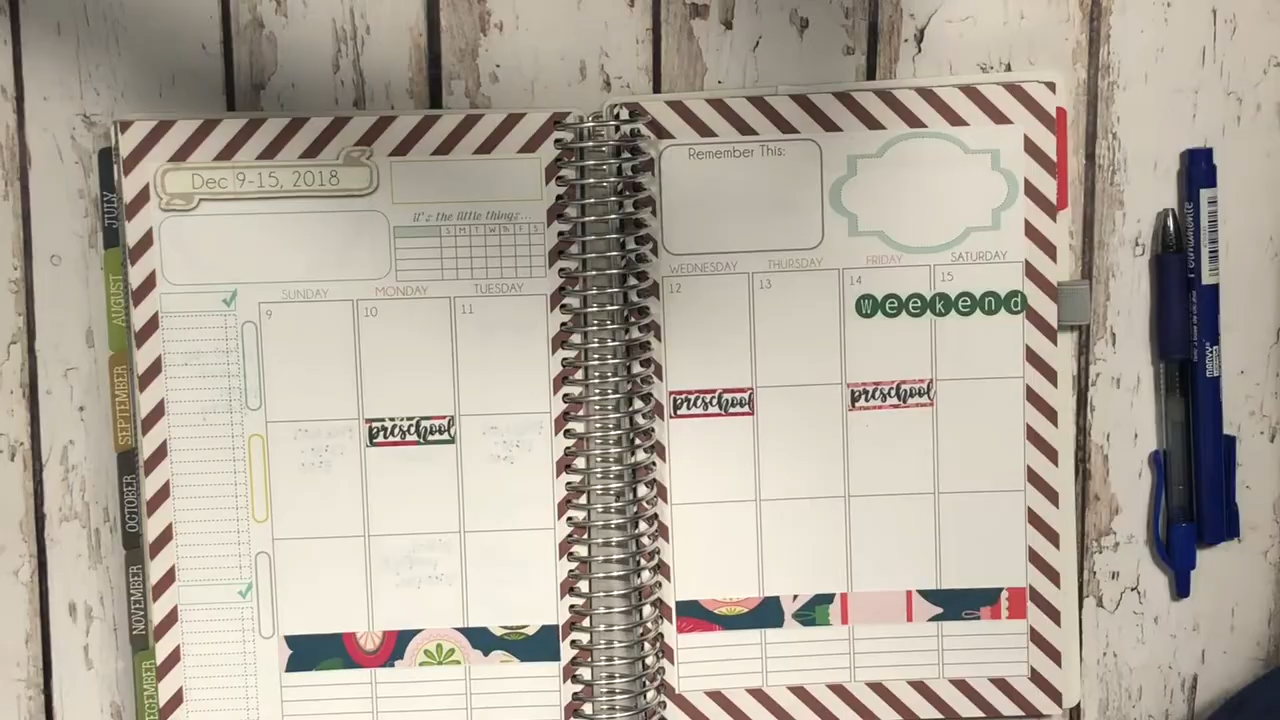 Dec 9-15, 2018
it's the little things...
S M T W Th F S
SUNDAY MONDAY TUESDAY
9 10 11
preschool
JULY
AUGUST
SEPTEMBER
OCTOBER
NOVEMBER
Remember This:
WEDNESDAY THURSDAY FRIDAY SATURDAY
12 13 14 15
Weekend
preschool preschool
MARVY